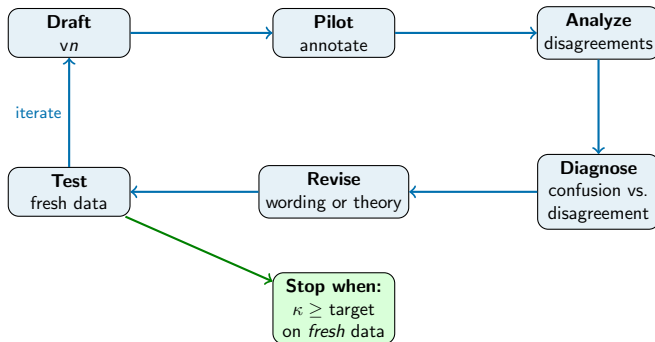 Draft
vn
Pilot
annotate
Analyze
disagreements
iterate
Test
fresh data
Revise
wording or theory
Diagnose
confusion vs.
disagreement
Stop when:
κ ≥ target
on fresh data